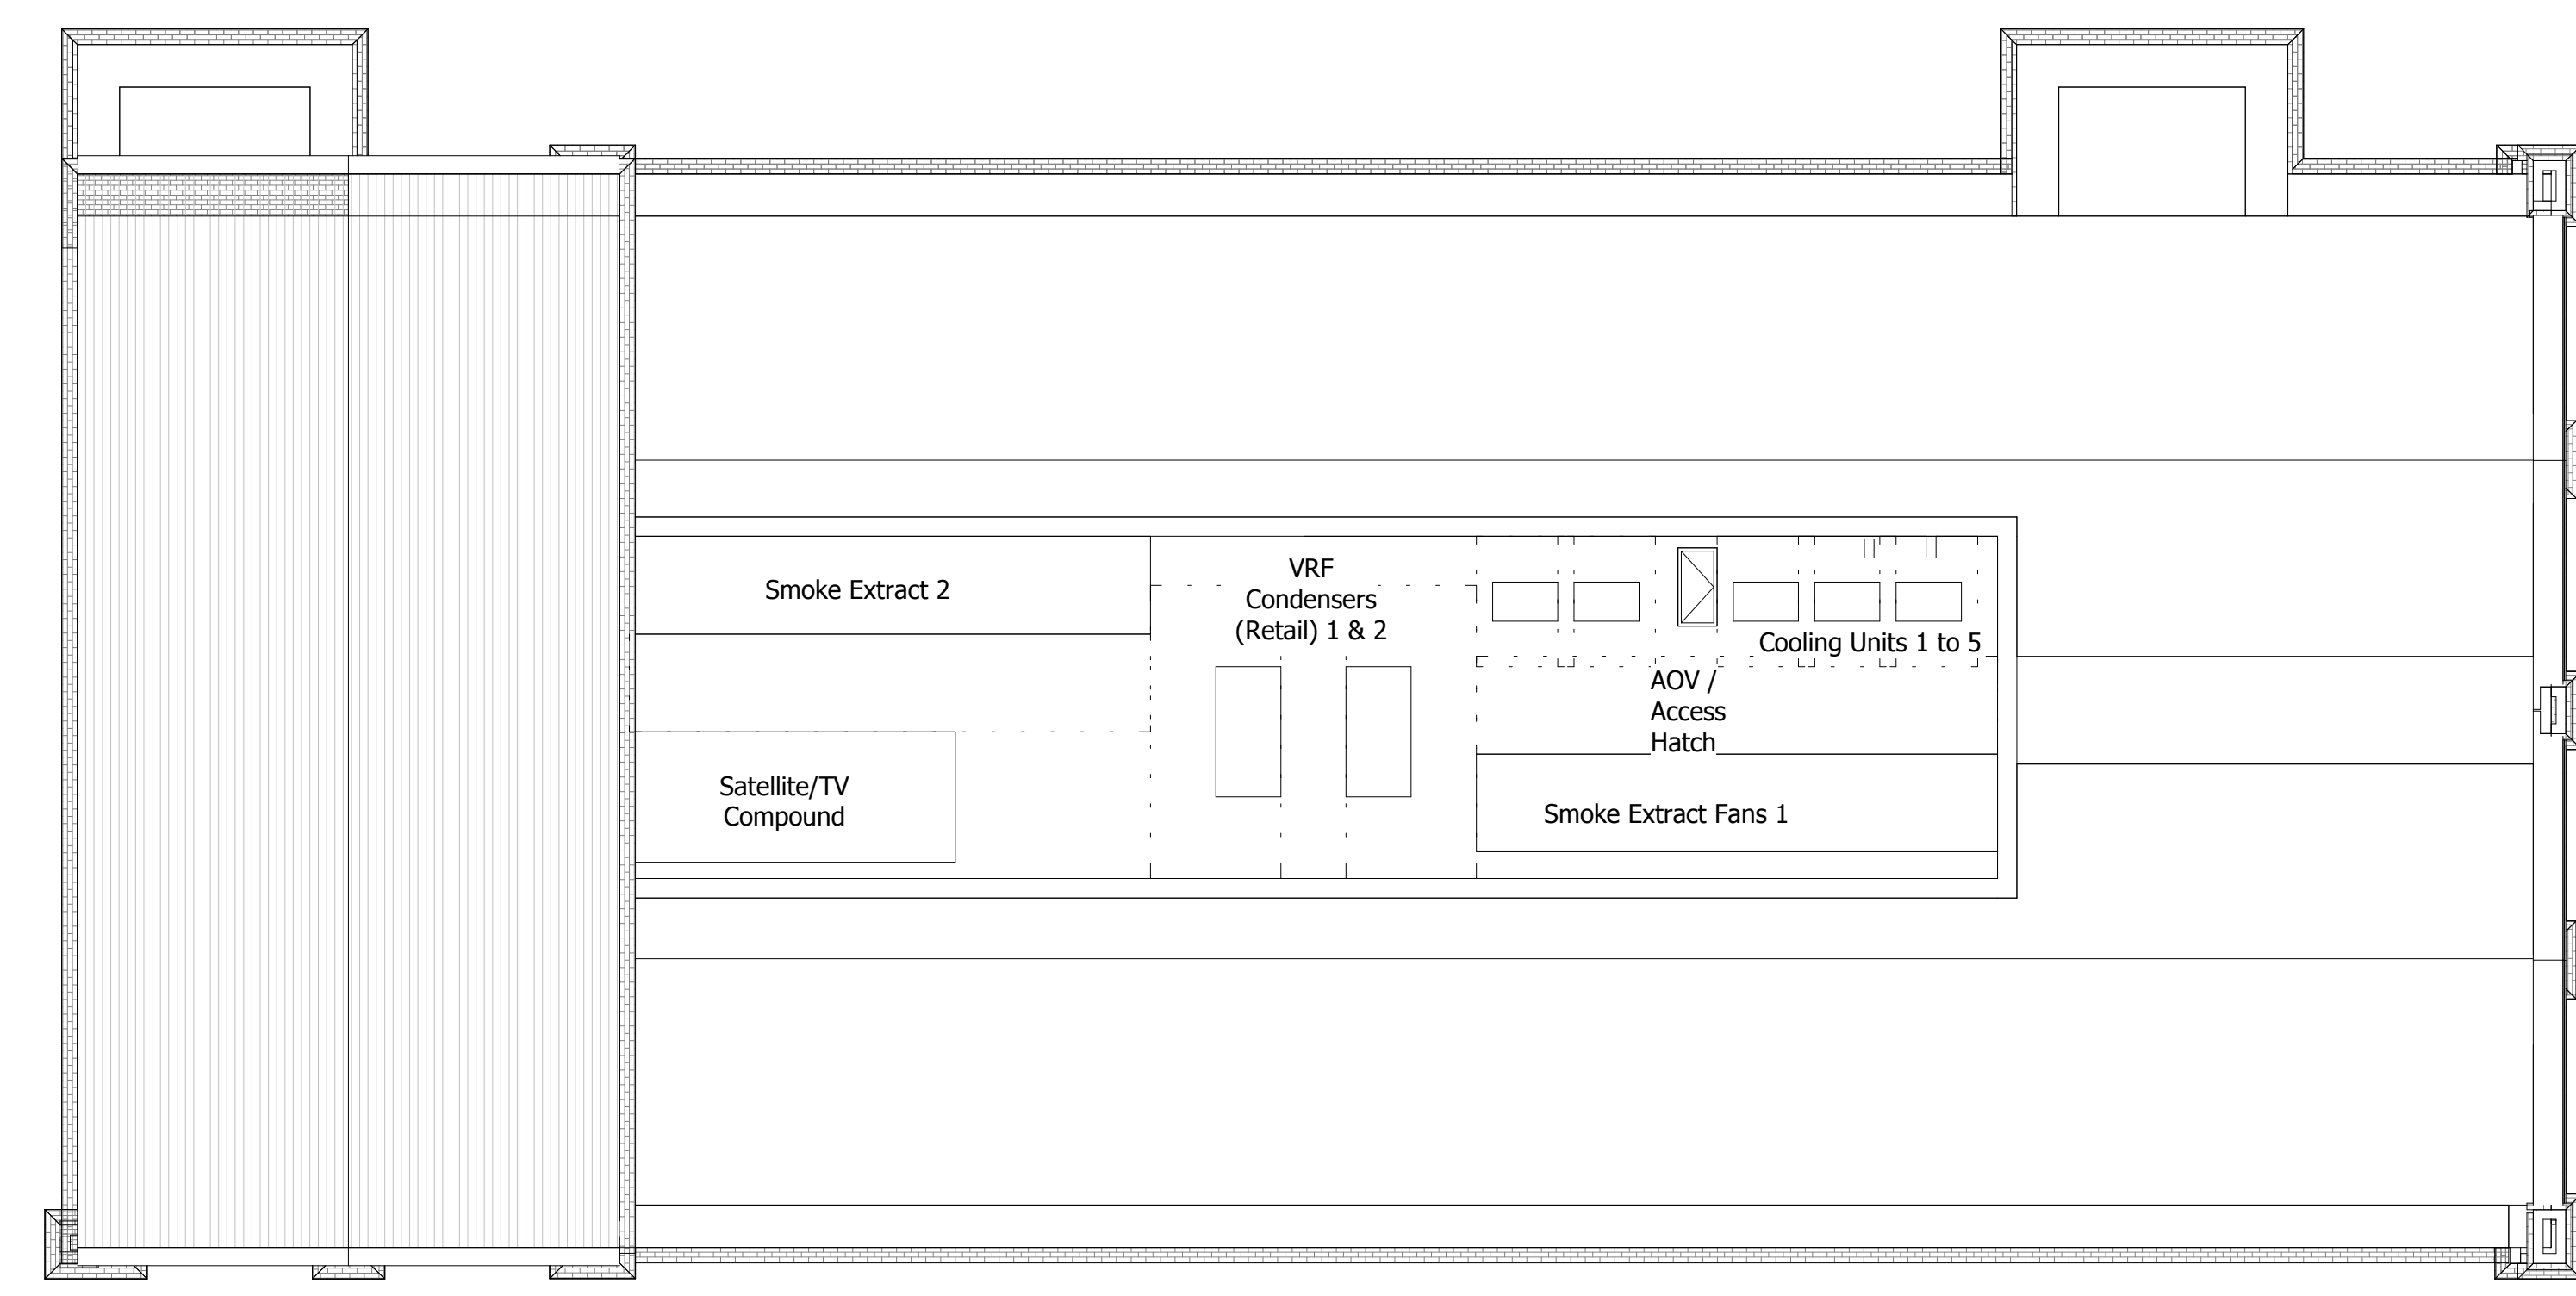 Smoke Extract 2
VRF
Condensers
(Retail) 1 & 2
Cooling Units 1 to 5
AOV /
Access
Hatch
Satellite/TV
Compound
Smoke Extract Fans 1